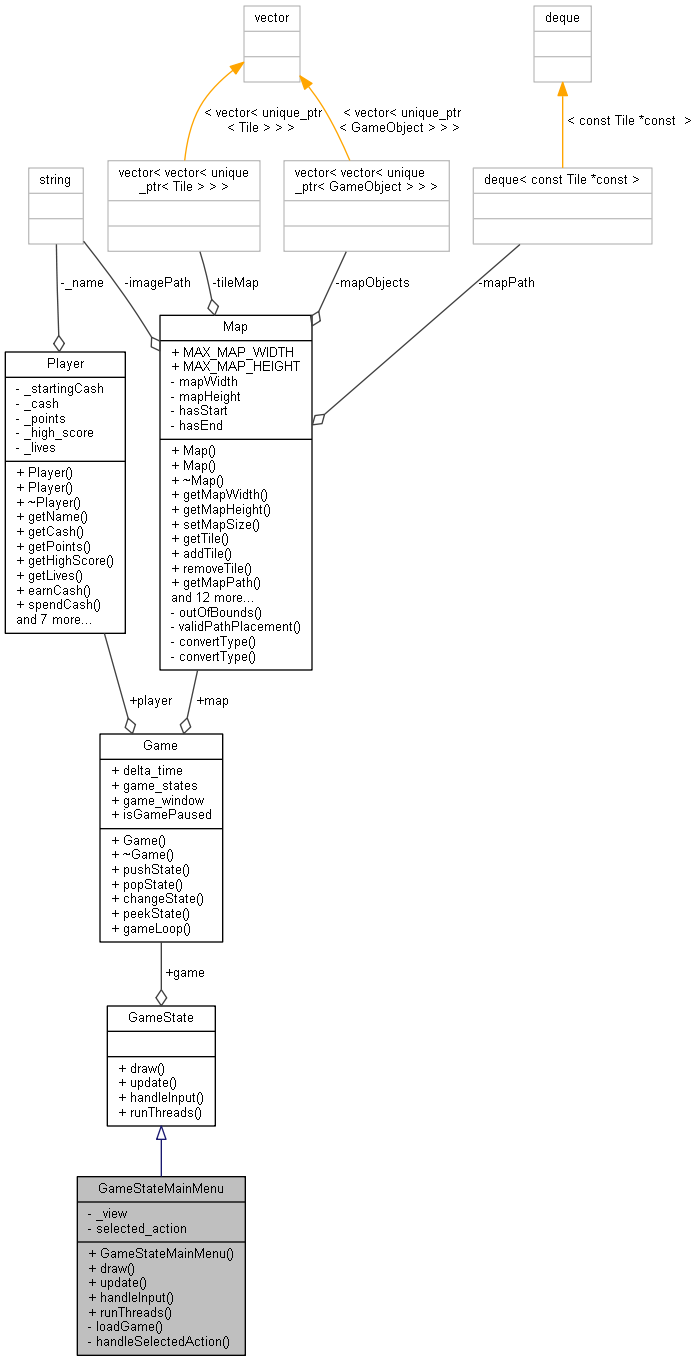 vector
deque
< vector< unique_ptr
< Tile > > >
< vector< unique_ptr
< GameObject > > >
< const Tile *const  >
string
vector< vector< unique
_ptr< Tile > > >
vector< vector< unique
_ptr< GameObject > > >
deque< const Tile *const >
-_name
-imagePath
-tileMap
-mapObjects
-mapPath
Player
- _startingCash
- _cash
- _points
- _high_score
- _lives
+ Player()
+ Player()
+ ~Player()
+ getName()
+ getCash()
+ getPoints()
+ getHighScore()
+ getLives()
+ earnCash()
+ spendCash()
and 7 more...
Map
+ MAX_MAP_WIDTH
+ MAX_MAP_HEIGHT
- mapWidth
- mapHeight
- hasStart
- hasEnd
+ Map()
+ Map()
+ ~Map()
+ getMapWidth()
+ getMapHeight()
+ setMapSize()
+ getTile()
+ addTile()
+ removeTile()
+ getMapPath()
and 12 more...
- outOfBounds()
- validPathPlacement()
- convertType()
- convertType()
+player
+map
Game
+ delta_time
+ game_states
+ game_window
+ isGamePaused
+ Game()
+ ~Game()
+ pushState()
+ popState()
+ changeState()
+ peekState()
+ gameLoop()
+game
GameState
+ draw()
+ update()
+ handleInput()
+ runThreads()
GameStateMainMenu
- _view
- selected_action
+ GameStateMainMenu()
+ draw()
+ update()
+ handleInput()
+ runThreads()
- loadGame()
- handleSelectedAction()